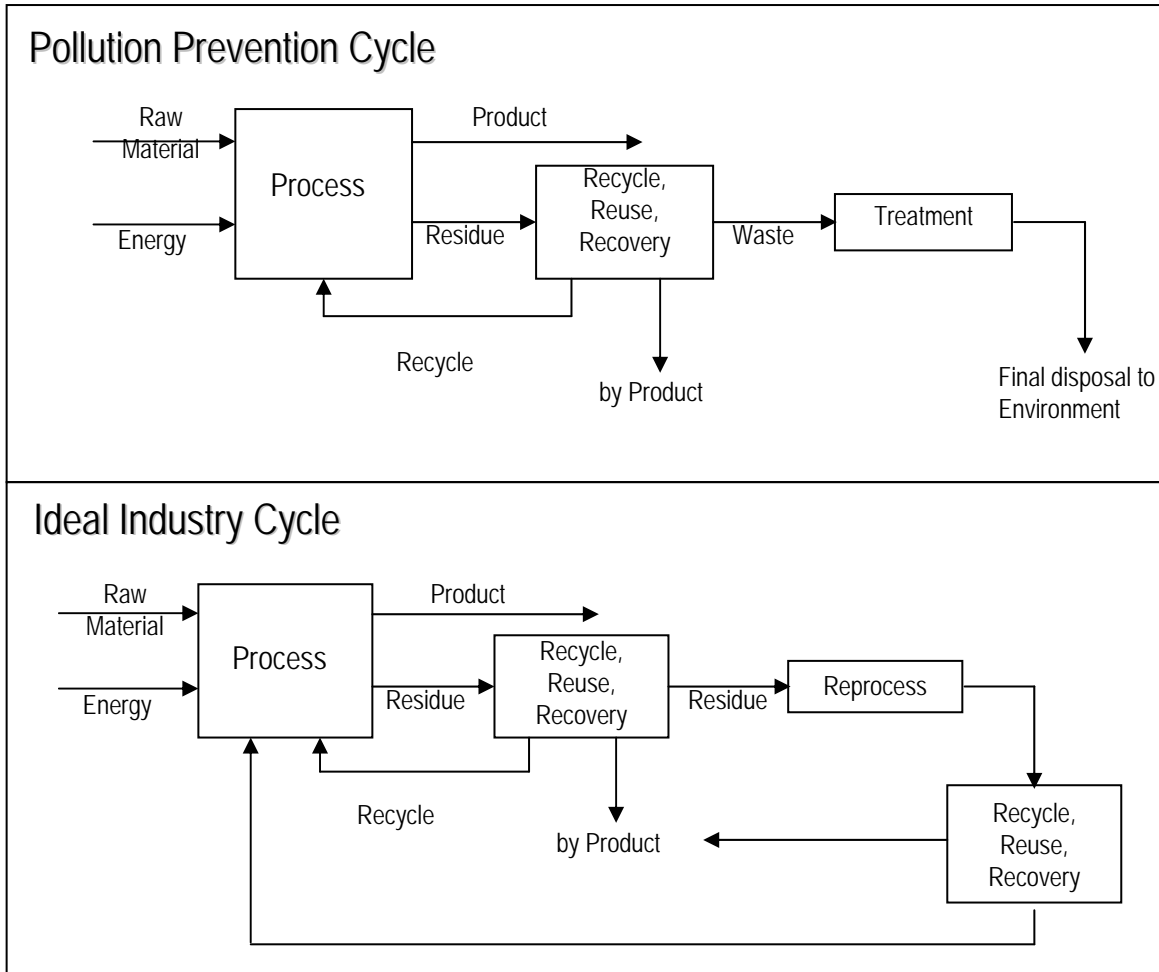 Pollution Prevention Cycle
Raw
Material
Product
Process
Recycle,
Reuse,
Recovery
Treatment
Energy
Residue
Waste
Recycle
by Product
Final disposal to
Environment
Ideal Industry Cycle
Raw
Material
Product
Process
Recycle,
Reuse,
Recovery
Reprocess
Energy
Residue
Residue
Recycle
by Product
Recycle,
Reuse,
Recovery